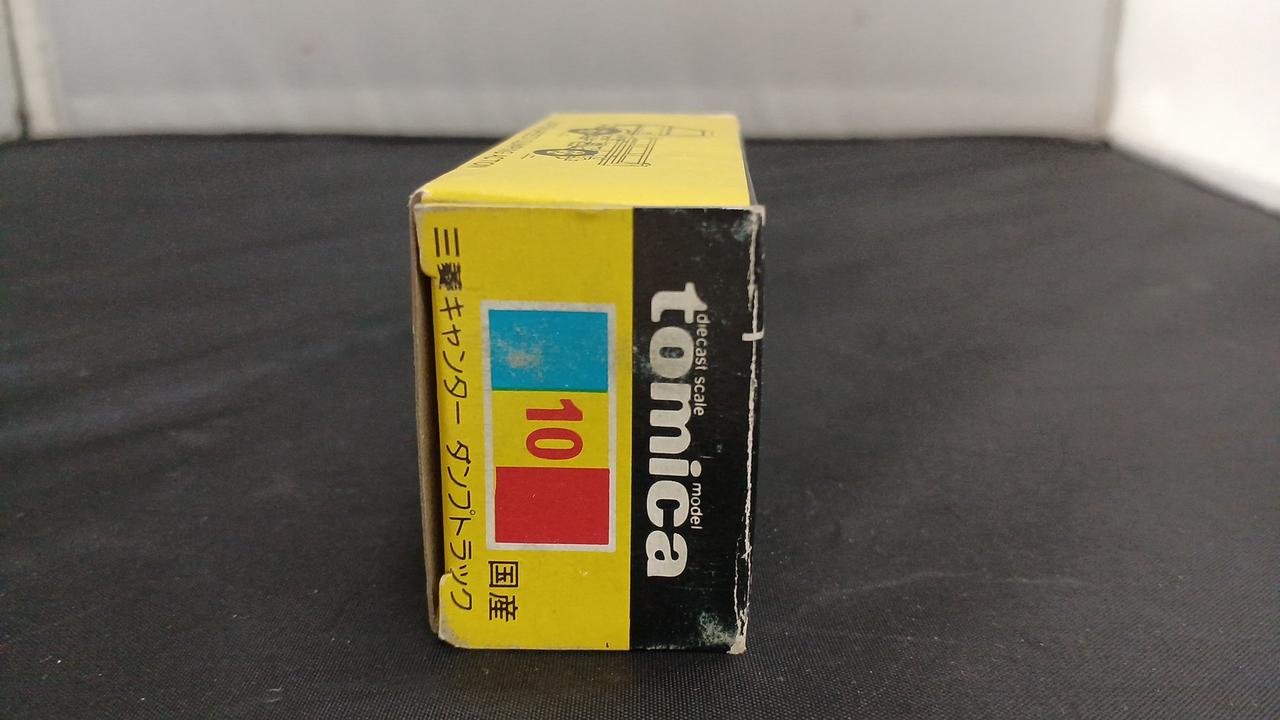 diecast scale model
tomica
10
国産
三菱キャンター ダンプトラック